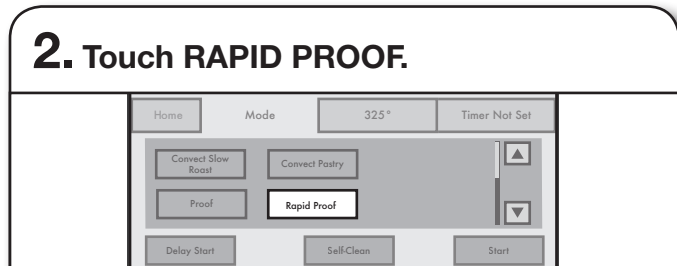 2. Touch RAPID PROOF.
Home Mode 325° Timer Not Set
Convect Slow
Roast
Convect Pastry
Proof Rapid Proof
Delay Start Self-Clean Start